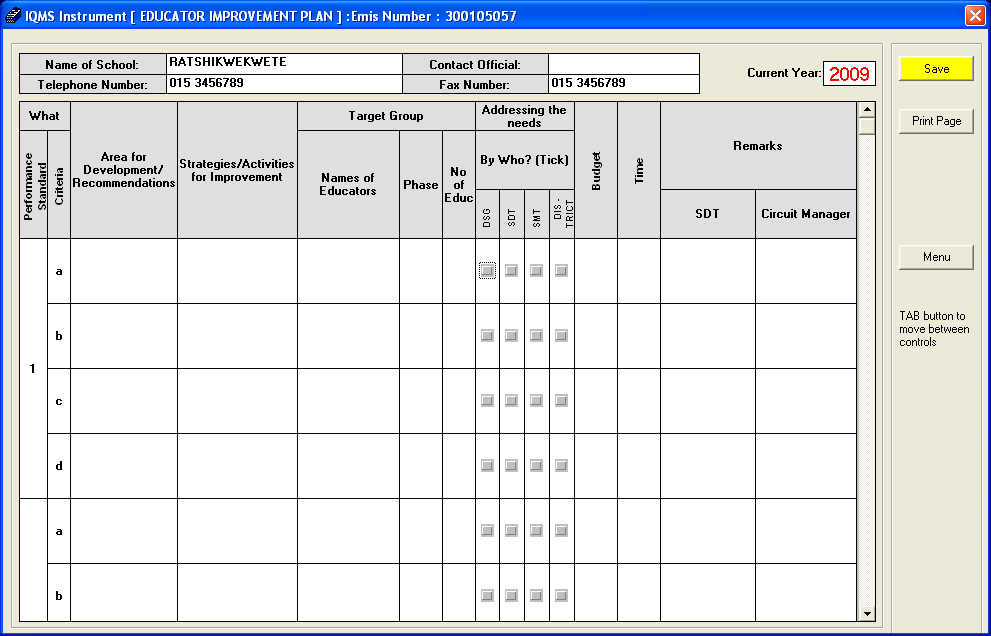 IQMS Instrument [ EDUCATOR IMPROVEMENT PLAN ] :Emis Number : 300105057
Name of School: RATSHIKWEKWETE Contact Official:
Telephone Number: 015 3456789 Fax Number: 015 3456789
Current Year: 2009
Save
Print Page
Menu
TAB button to
move between
controls
What
Performance
Standard
Criteria
Area for
Development/
Recommendations
Strategies/Activities
for Improvement
Target Group
Names of
Educators
Phase
No
of
Educ
Addressing the
needs
By Who? (Tick)
DSG
SDT
SMT
DIS -
TRICT
Budget
Time
Remarks
SDT
Circuit Manager
1
a
b
c
d
a
b